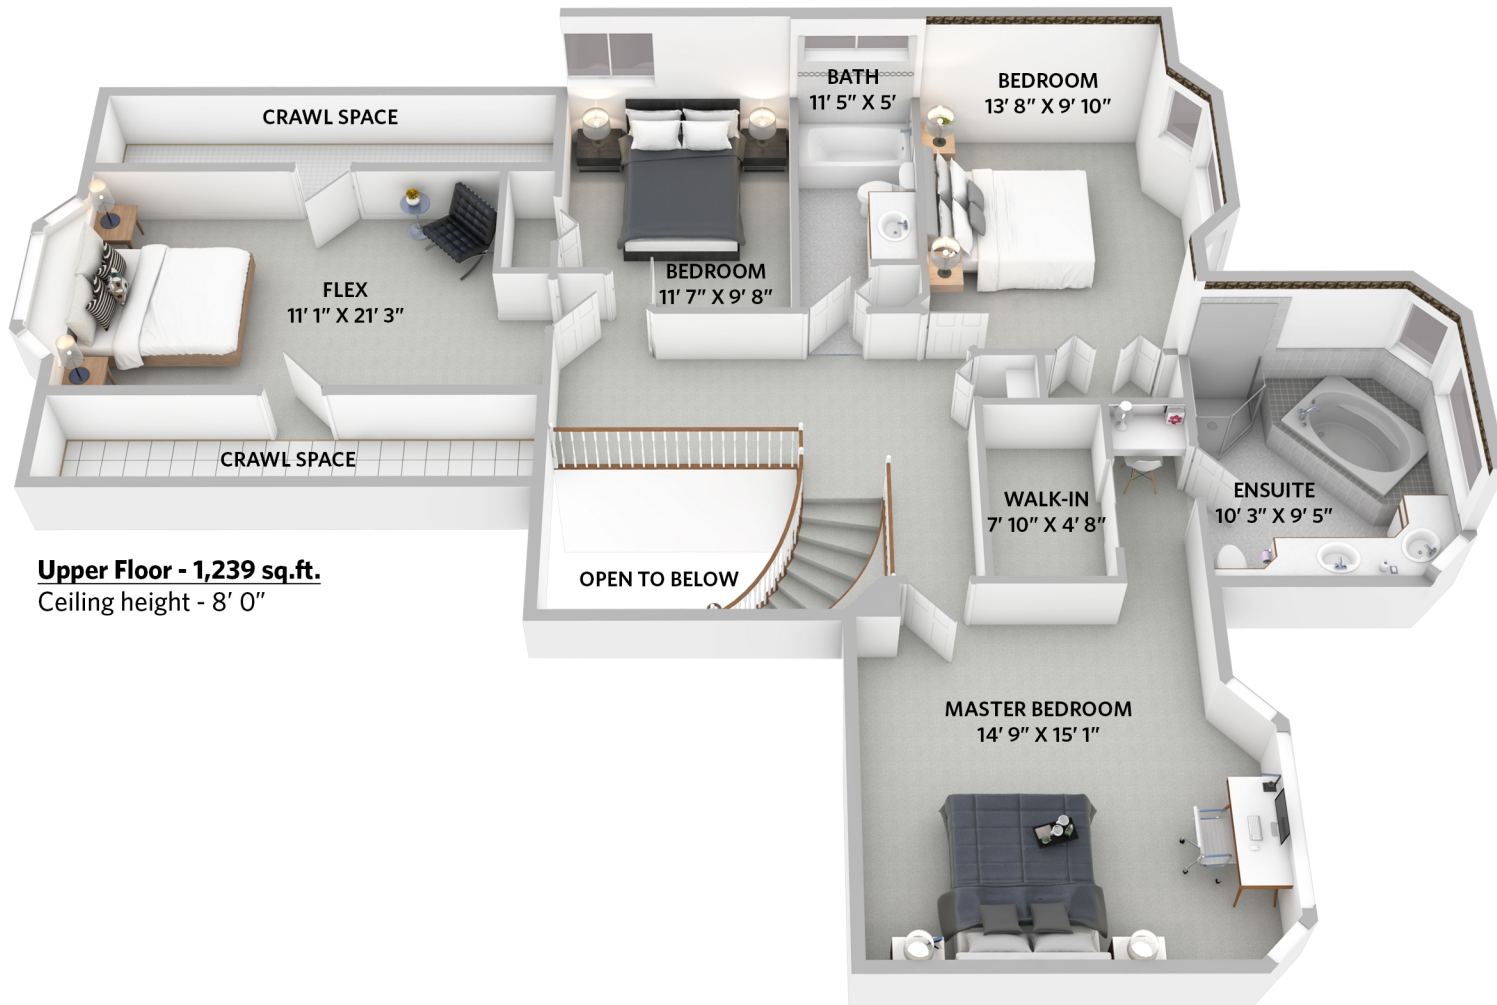 CRAWL SPACE
BATH
11' 5" X 5'
BEDROOM
13' 8" X 9' 10"
FLEX
11' 1" X 21' 3"
BEDROOM
11' 7" X 9' 8"
CRAWL SPACE
WALK-IN
7' 10" X 4' 8"
ENSUITE
10' 3" X 9' 5"
OPEN TO BELOW
Upper Floor - 1,239 sq.ft.
Ceiling height - 8' 0"
MASTER BEDROOM
14' 9" X 15' 1"